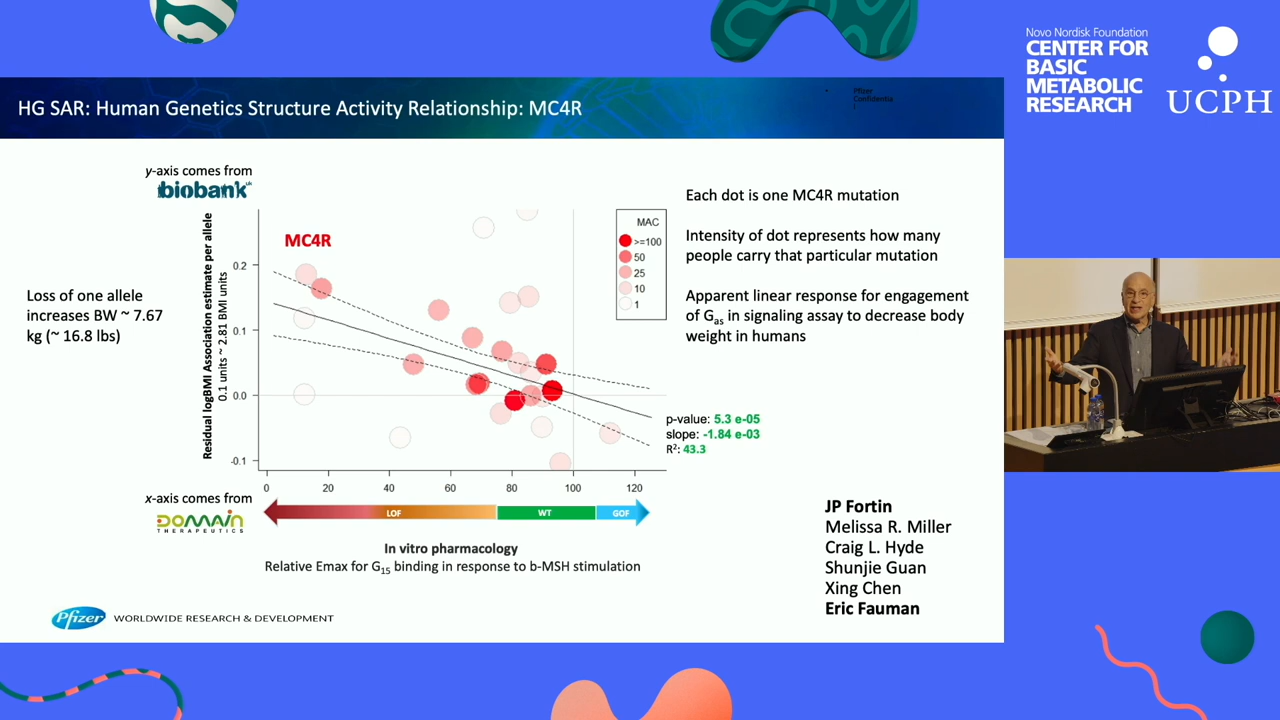 Novo Nordisk Foundation
CENTER FOR
BASIC
METABOLIC
RESEARCH
UCPH
HG SAR: Human Genetics Structure Activity Relationship: MC4R
Pfizer
Confidentia
l
y-axis comes from
biobank uk
Residual logBMI Association estimate per allele
0.1 units ~ 2.81 BMI units
Loss of one allele
increases BW ~ 7.67
kg (~ 16.8 lbs)
MC4R
MAC
>=100
50
25
10
1
0.2
0.1
0.0
-0.1
0 20 40 60 80 100 120
p-value: 5.3 e-05
slope: -1.84 e-03
R²: 43.3
Each dot is one MC4R mutation
Intensity of dot represents how many
people carry that particular mutation
Apparent linear response for engagement
of Gas in signaling assay to decrease body
weight in humans
x-axis comes from
DOMAIN
THERAPEUTICS
LOF WT GOF
In vitro pharmacology
Relative Emax for G15 binding in response to b-MSH stimulation
JP Fortin
Melissa R. Miller
Craig L. Hyde
Shunjie Guan
Xing Chen
Eric Fauman
Pfizer WORLDWIDE RESEARCH & DEVELOPMENT